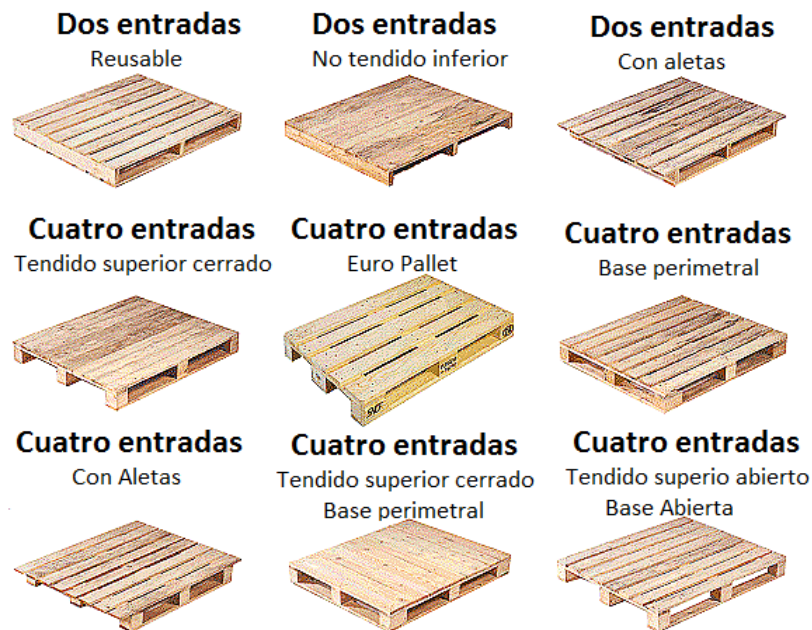 Dos entradas
Reusable
Dos entradas
No tendido inferior
Dos entradas
Con aletas
Cuatro entradas
Tendido superior cerrado
Cuatro entradas
Euro Pallet
Cuatro entradas
Base perimetral
Cuatro entradas
Con Aletas
Cuatro entradas
Tendido superior cerrado
Base perimetral
Cuatro entradas
Tendido superio abierto
Base Abierta